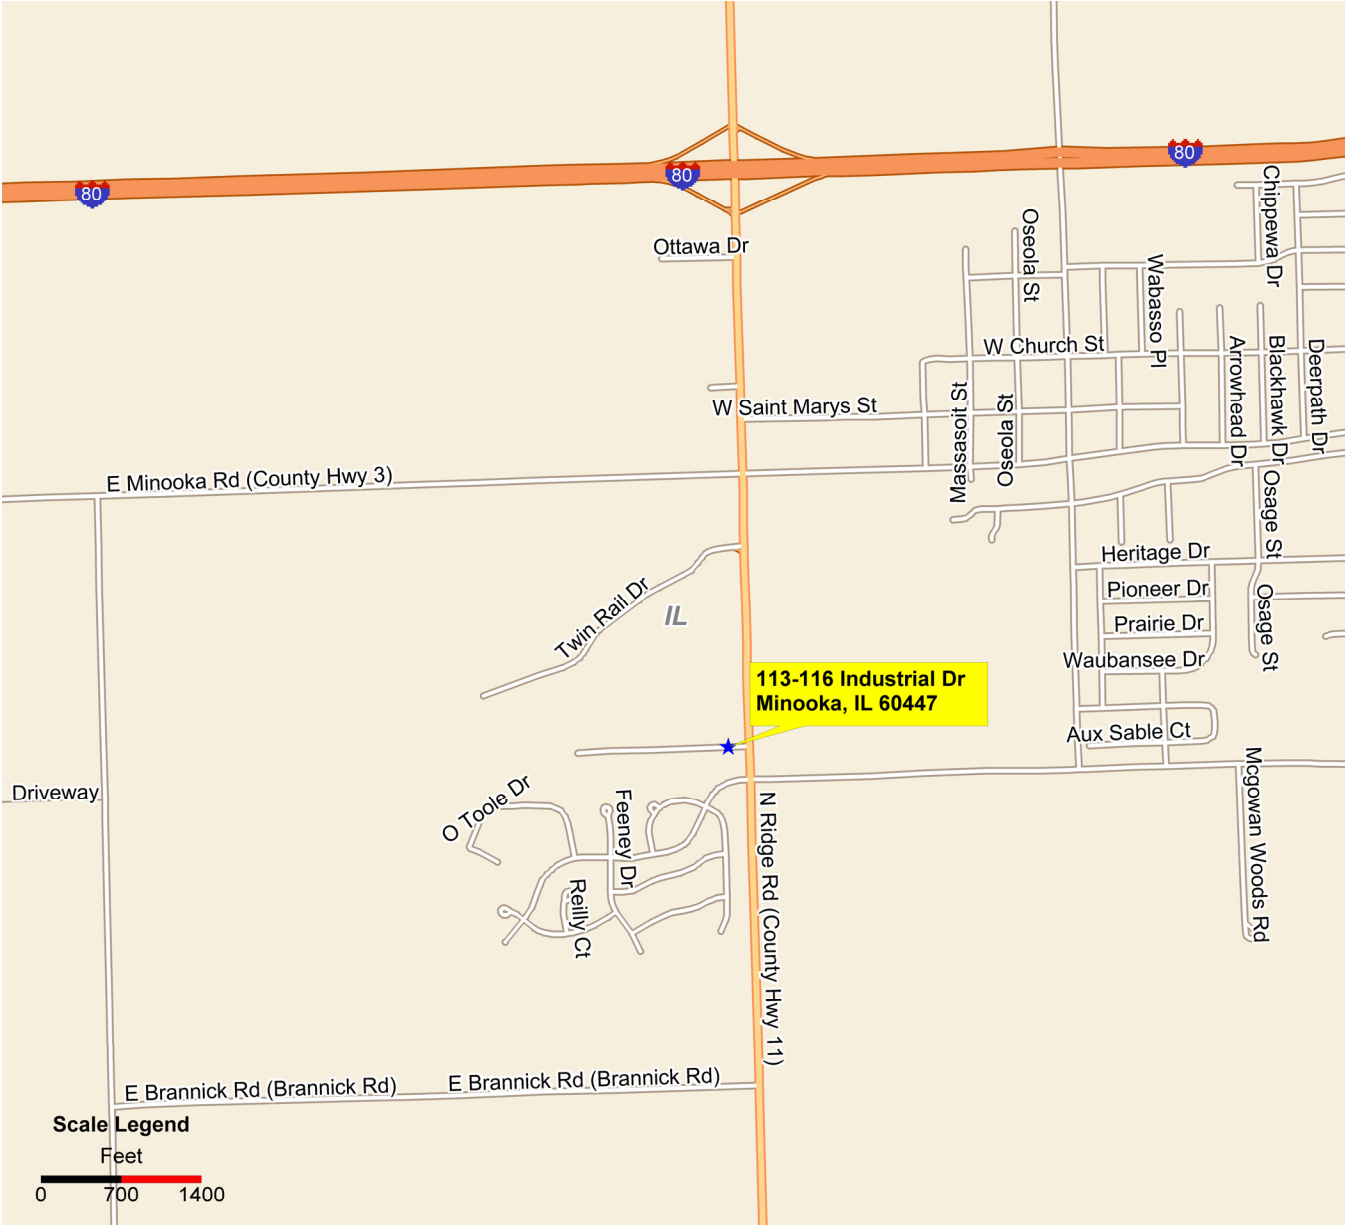 80
80
80
Chippewa Dr
Ottawa Dr
Oseola St
Wabasso Pl
W Church St
Arrowhead Dr
Blackhawk Dr
Deerpath Dr
W Saint Marys St
Massasoit St
Oseola St
E Minooka Rd (County Hwy 3)
Osage St
Heritage Dr
Pioneer Dr
Twin Rail Dr
IL
Prairie Dr
Osage St
Waubansee Dr
113-116 Industrial Dr
Minooka, IL 60447
Aux Sable Ct
Mcgowan Woods Rd
Driveway
O Toole Dr
Feeney Dr
N Ridge Rd (County Hwy 11)
Reilly Ct
E Brannick Rd (Brannick Rd)
E Brannick Rd (Brannick Rd)
Scale Legend
Feet
0 700 1400